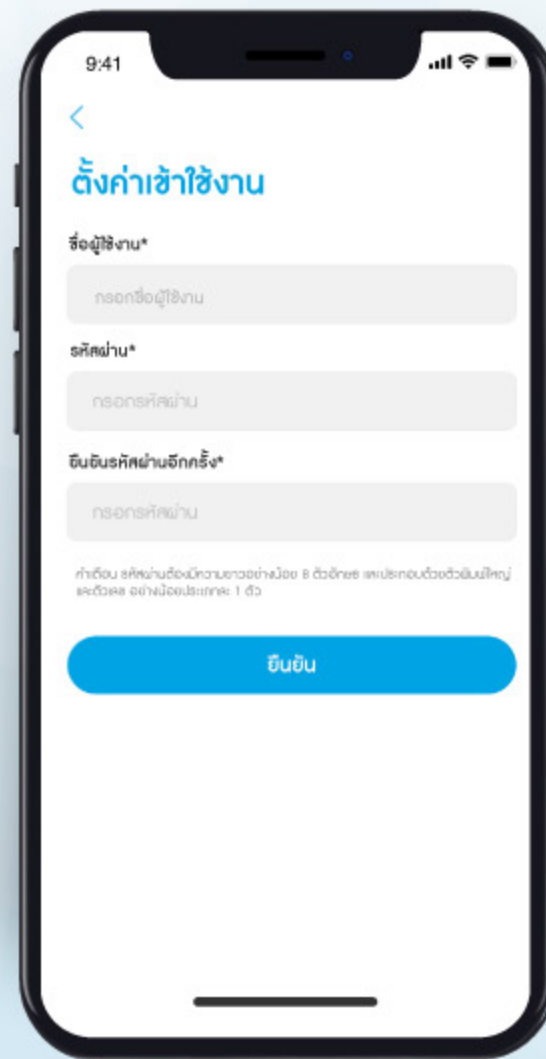 9:41
ตั้งค่าเข้าใช้งาน
ชื่อผู้ใช้งาน*
กรอกชื่อผู้ใช้งาน
รหัสผ่าน*
กรอกรหัสผ่าน
ยืนยันรหัสผ่านอีกครั้ง*
กรอกรหัสผ่าน
คำเตือน รหัสผ่านต้องมีความยาวอย่างน้อย 8 ตัวอักษร และประกอบด้วยตัวพิมพ์ใหญ่
และตัวเลข อย่างน้อยประเภทละ 1 ตัว
ยืนยัน